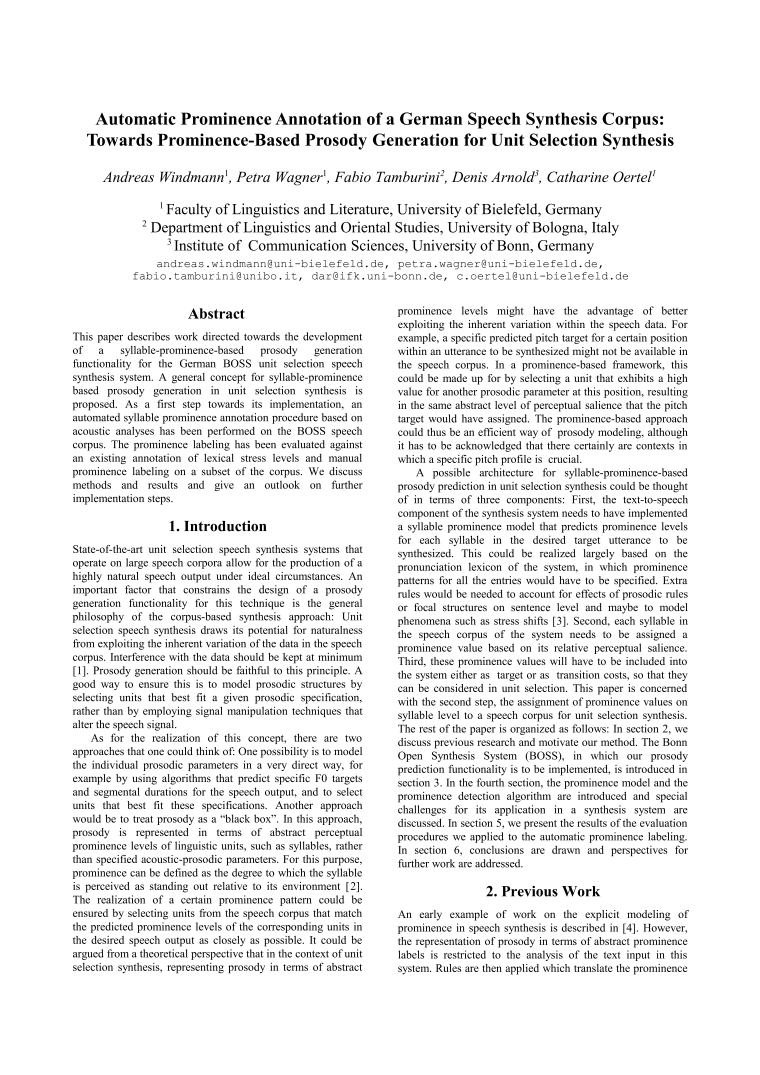 Automatic Prominence Annotation of a German Speech Synthesis Corpus:
Towards Prominence-Based Prosody Generation for Unit Selection Synthesis
Andreas Windmann1, Petra Wagner1, Fabio Tamburini2, Denis Arnold3, Catharine Oertel1
1 Faculty of Linguistics and Literature, University of Bielefeld, Germany
2 Department of Linguistics and Oriental Studies, University of Bologna, Italy
3 Institute of Communication Sciences, University of Bonn, Germany
andreas.windmann@uni-bielefeld.de, petra.wagner@uni-bielefeld.de,
fabio.tamburini@unibo.it, dar@ifk.uni-bonn.de, c.oertel@uni-bielefeld.de
Abstract
This paper describes work directed towards the development
of a syllable-prominence-based prosody generation
functionality for the German BOSS unit selection speech
synthesis system. A general concept for syllable-prominence
based prosody generation in unit selection synthesis is
proposed. As a first step towards its implementation, an
automated syllable prominence annotation procedure based on
acoustic analyses has been performed on the BOSS speech
corpus. The prominence labeling has been evaluated against
an existing annotation of lexical stress levels and manual
prominence labeling on a subset of the corpus. We discuss
methods and results and give an outlook on further
implementation steps.
1. Introduction
State-of-the-art unit selection speech synthesis systems that
operate on large speech corpora allow for the production of a
highly natural speech output under ideal circumstances. An
important factor that constrains the design of a prosody
generation functionality for this technique is the general
philosophy of the corpus-based synthesis approach: Unit
selection speech synthesis draws its potential for naturalness
from exploiting the inherent variation of the data in the speech
corpus. Interference with the data should be kept at minimum
[1]. Prosody generation should be faithful to this principle. A
good way to ensure this is to model prosodic structures by
selecting units that best fit a given prosodic specification,
rather than by employing signal manipulation techniques that
alter the speech signal.
As for the realization of this concept, there are two
approaches that one could think of: One possibility is to model
the individual prosodic parameters in a very direct way, for
example by using algorithms that predict specific F0 targets
and segmental durations for the speech output, and to select
units that best fit these specifications. Another approach
would be to treat prosody as a “black box”. In this approach,
prosody is represented in terms of abstract perceptual
prominence levels of linguistic units, such as syllables, rather
than specified acoustic-prosodic parameters. For this purpose,
prominence can be defined as the degree to which the syllable
is perceived as standing out relative to its environment [2].
The realization of a certain prominence pattern could be
ensured by selecting units from the speech corpus that match
the predicted prominence levels of the corresponding units in
the desired speech output as closely as possible. It could be
argued from a theoretical perspective that in the context of unit
selection synthesis, representing prosody in terms of abstract
prominence levels might have the advantage of better
exploiting the inherent variation within the speech data. For
example, a specific predicted pitch target for a certain position
within an utterance to be synthesized might not be available in
the speech corpus. In a prominence-based framework, this
could be made up for by selecting a unit that exhibits a high
value for another prosodic parameter at this position, resulting
in the same abstract level of perceptual salience that the pitch
target would have assigned. The prominence-based approach
could thus be an efficient way of prosody modeling, although
it has to be acknowledged that there certainly are contexts in
which a specific pitch profile is crucial.
A possible architecture for syllable-prominence-based
prosody prediction in unit selection synthesis could be thought
of in terms of three components: First, the text-to-speech
component of the synthesis system needs to have implemented
a syllable prominence model that predicts prominence levels
for each syllable in the desired target utterance to be
synthesized. This could be realized largely based on the
pronunciation lexicon of the system, in which prominence
patterns for all the entries would have to be specified. Extra
rules would be needed to account for effects of prosodic rules
or focal structures on sentence level and maybe to model
phenomena such as stress shifts [3]. Second, each syllable in
the speech corpus of the system needs to be assigned a
prominence value based on its relative perceptual salience.
Third, these prominence values will have to be included into
the system either as target or as transition costs, so that they
can be considered in unit selection. This paper is concerned
with the second step, the assignment of prominence values on
syllable level to a speech corpus for unit selection synthesis.
The rest of the paper is organized as follows: In section 2, we
discuss previous research and motivate our method. The Bonn
Open Synthesis System (BOSS), in which our prosody
prediction functionality is to be implemented, is introduced in
section 3. In the fourth section, the prominence model and the
prominence detection algorithm are introduced and special
challenges for its application in a synthesis system are
discussed. In section 5, we present the results of the evaluation
procedures we applied to the automatic prominence labeling.
In section 6, conclusions are drawn and perspectives for
further work are addressed.
2. Previous Work
An early example of work on the explicit modeling of
prominence in speech synthesis is described in [4]. However,
the representation of prosody in terms of abstract prominence
labels is restricted to the analysis of the text input in this
system. Rules are then applied which translate the prominence